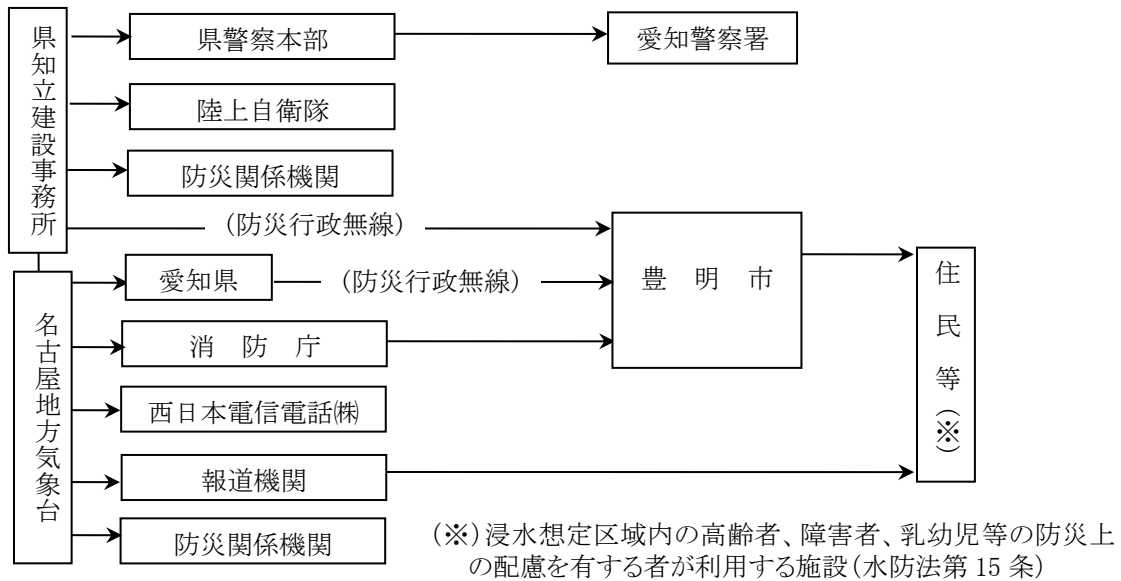 県知立建設事務所
県警察本部
愛知警察署
陸上自衛隊
防災関係機関
(防災行政無線)
愛知県
(防災行政無線)
豊 明 市
住民等(※)
名古屋地方気象台
消 防 庁
西日本電信電話㈱
報道機関
防災関係機関
(※)浸水想定区域内の高齢者、障害者、乳幼児等の防災上
の配慮を有する者が利用する施設(水防法第 15 条)